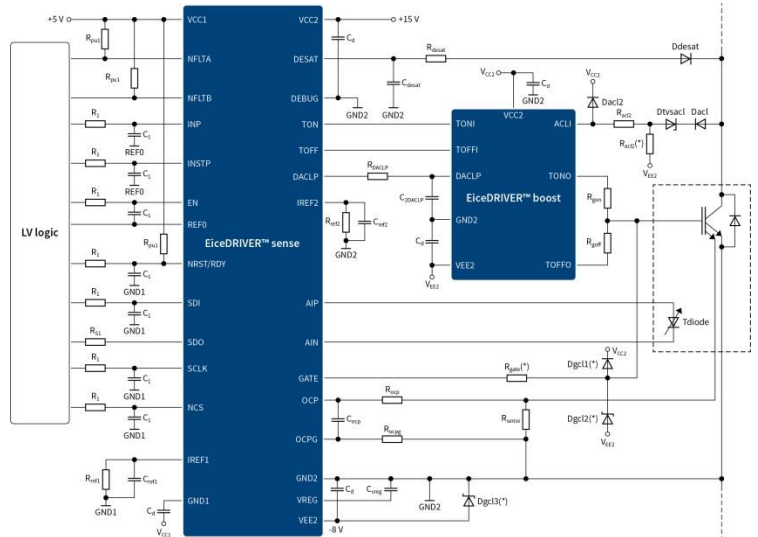 +5 V
VCC1
VCC2
+15 V
Rpu1
Cd
Rdesat
Ddesat
NFLTA
DESAT
VCC2
VCC2
Rpu1
Cdesat
Cd
Dacl2
GND2
NFLTB
DEBUG
GND2
GND2
VCC2
Racl2
Dtvsacl
Dacl
R1
INP
TON
TONI
ACLI
C1
REF0
Racl2(*)
TOFF
TOFFI
R1
INSTP
RDACLP
VEE2
C1
REF0
DACLP
DACLP
TONO
R1
EN
IREF2
C2DACLP
Rgon
C1
Rref2
Cref2
EiceDRIVER™ boost
LV logic
REF0
GND2
EiceDRIVER™ sense
Rpu1
GND2
Cd
Rgoff
R1
NRST/RDY
VEE2
TOFFO
C1
GND1
VEE2
R1
SDI
AIP
C1
GND1
Tdiode
RS1
SDO
AIN
VCC2
R1
SCLK
GATE
Rgate(*)
Dgcl1(*)
C1
GND1
Rocp
R1
NCS
OCP
Dgcl2(*)
C1
Cocp
Rsense
GND1
Rocpg
VEE2
OCPG
IREF1
Rref1
Cref1
GND2
Cd
Cvreg
GND1
GND1
VREG
GND2
Dgcl3(*)
Cd
VEE2
VCC1
-8 V